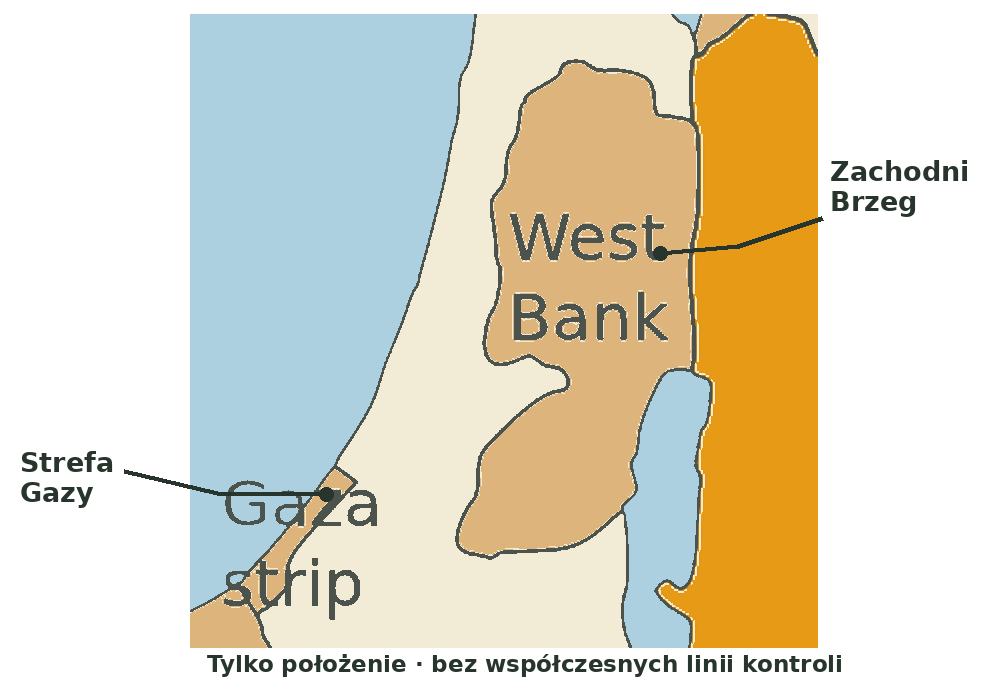 Zachodni
Brzeg
West
Bank
Strefa
Gazy
Gaza
strip
Tylko położenie · bez współczesnych linii kontroli